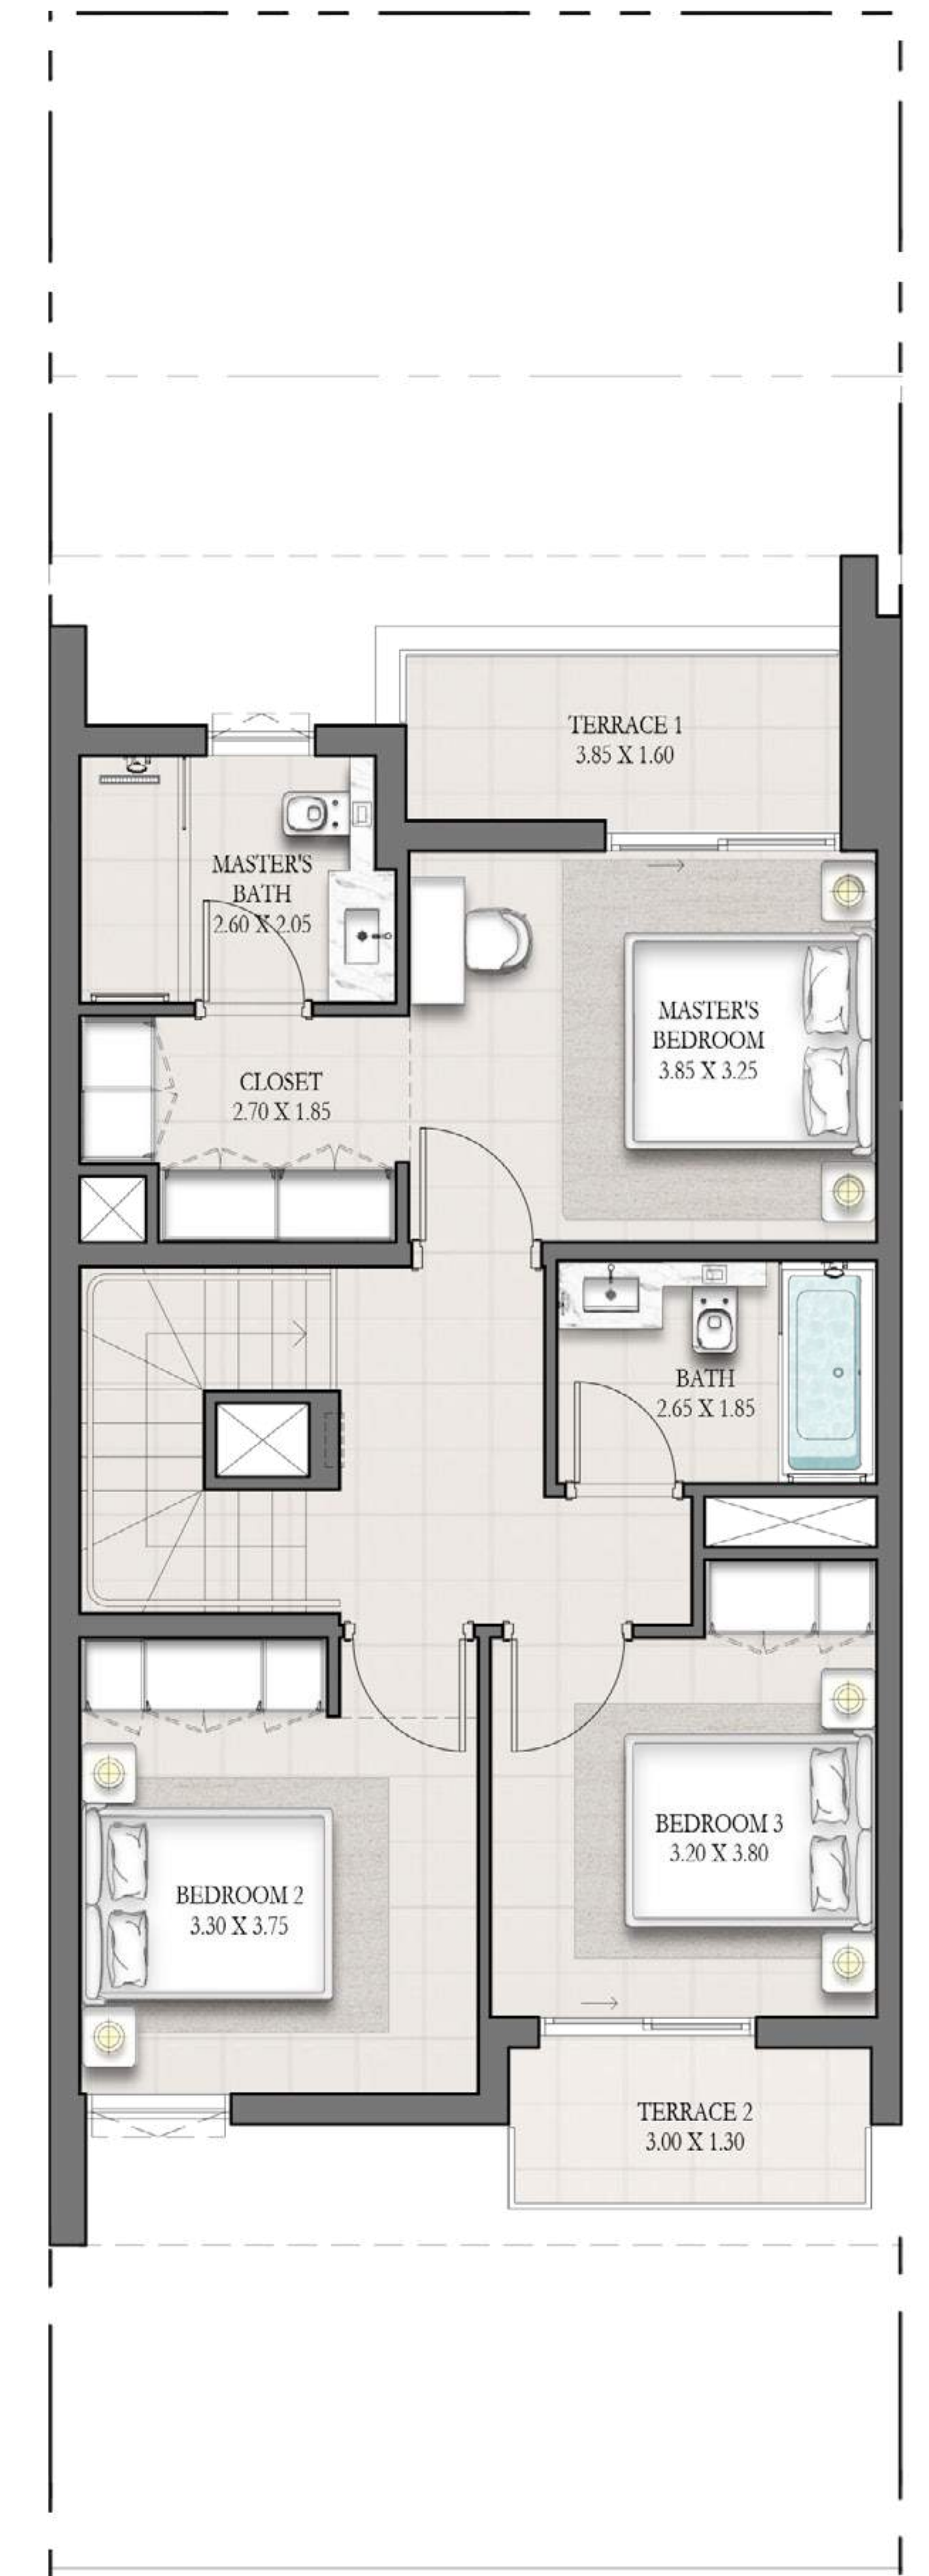 TERRACE 1
3.85 X 1.60
MASTER'S
BATH
2.60 X 2.05
MASTER'S
BEDROOM
3.85 X 3.25
CLOSET
2.70 X 1.85
BATH
2.65 X 1.85
BEDROOM 3
3.20 X 3.80
BEDROOM 2
3.30 X 3.75
TERRACE 2
3.00 X 1.30